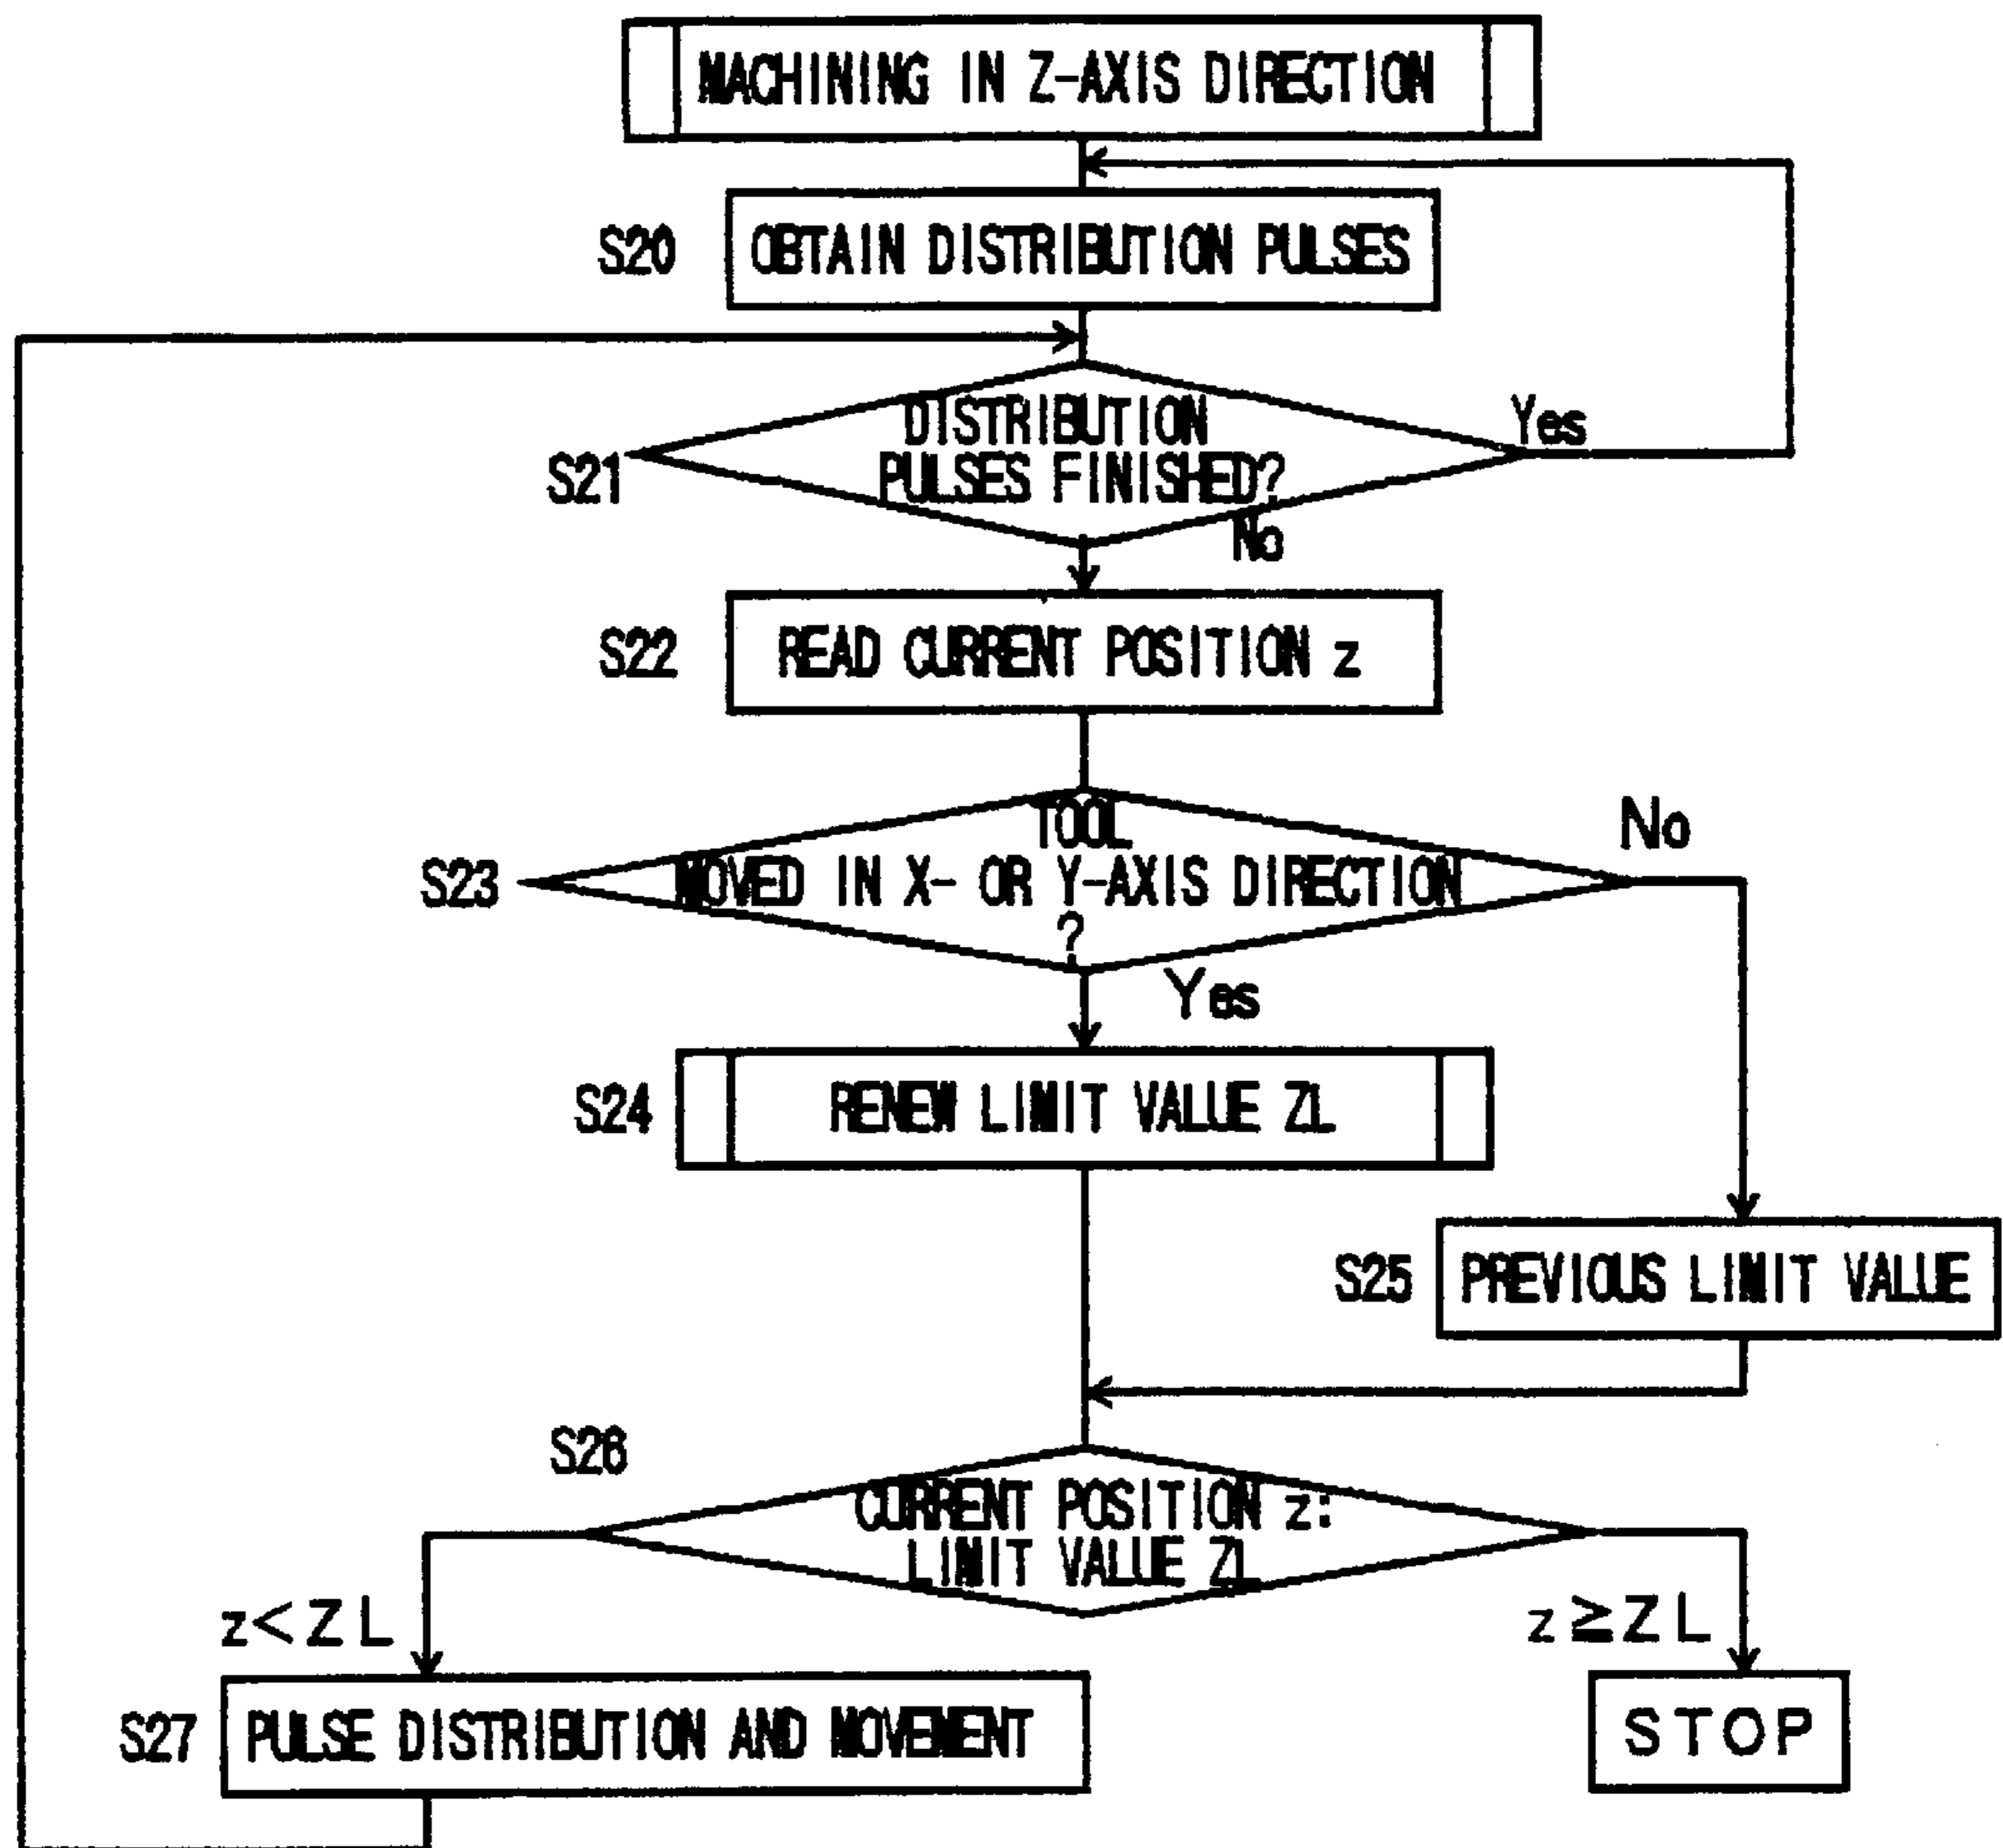 MACHINING IN Z-AXIS DIRECTION
S20
OBTAIN DISTRIBUTION PULSES
S21
DISTRIBUTION
PULSES FINISHED?
Yes
No
S22
READ CURRENT POSITION z
S23
TOOL
MOVED IN X- OR Y-AXIS DIRECTION
?
No
Yes
S24
RENEW LIMIT VALUE ZL
S25
PREVIOUS LIMIT VALUE
S26
CURRENT POSITION z:
LIMIT VALUE ZL
z<ZL
z≧ZL
S27
PULSE DISTRIBUTION AND MOVEMENT
STOP